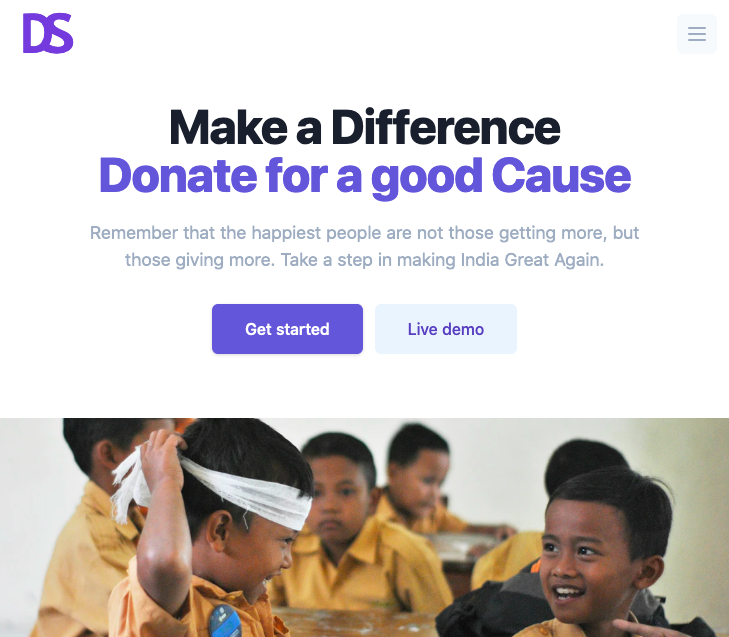 DS
Make a Difference
Donate for a good Cause
Remember that the happiest people are not those getting more, but
those giving more. Take a step in making India Great Again.
Get started
Live demo